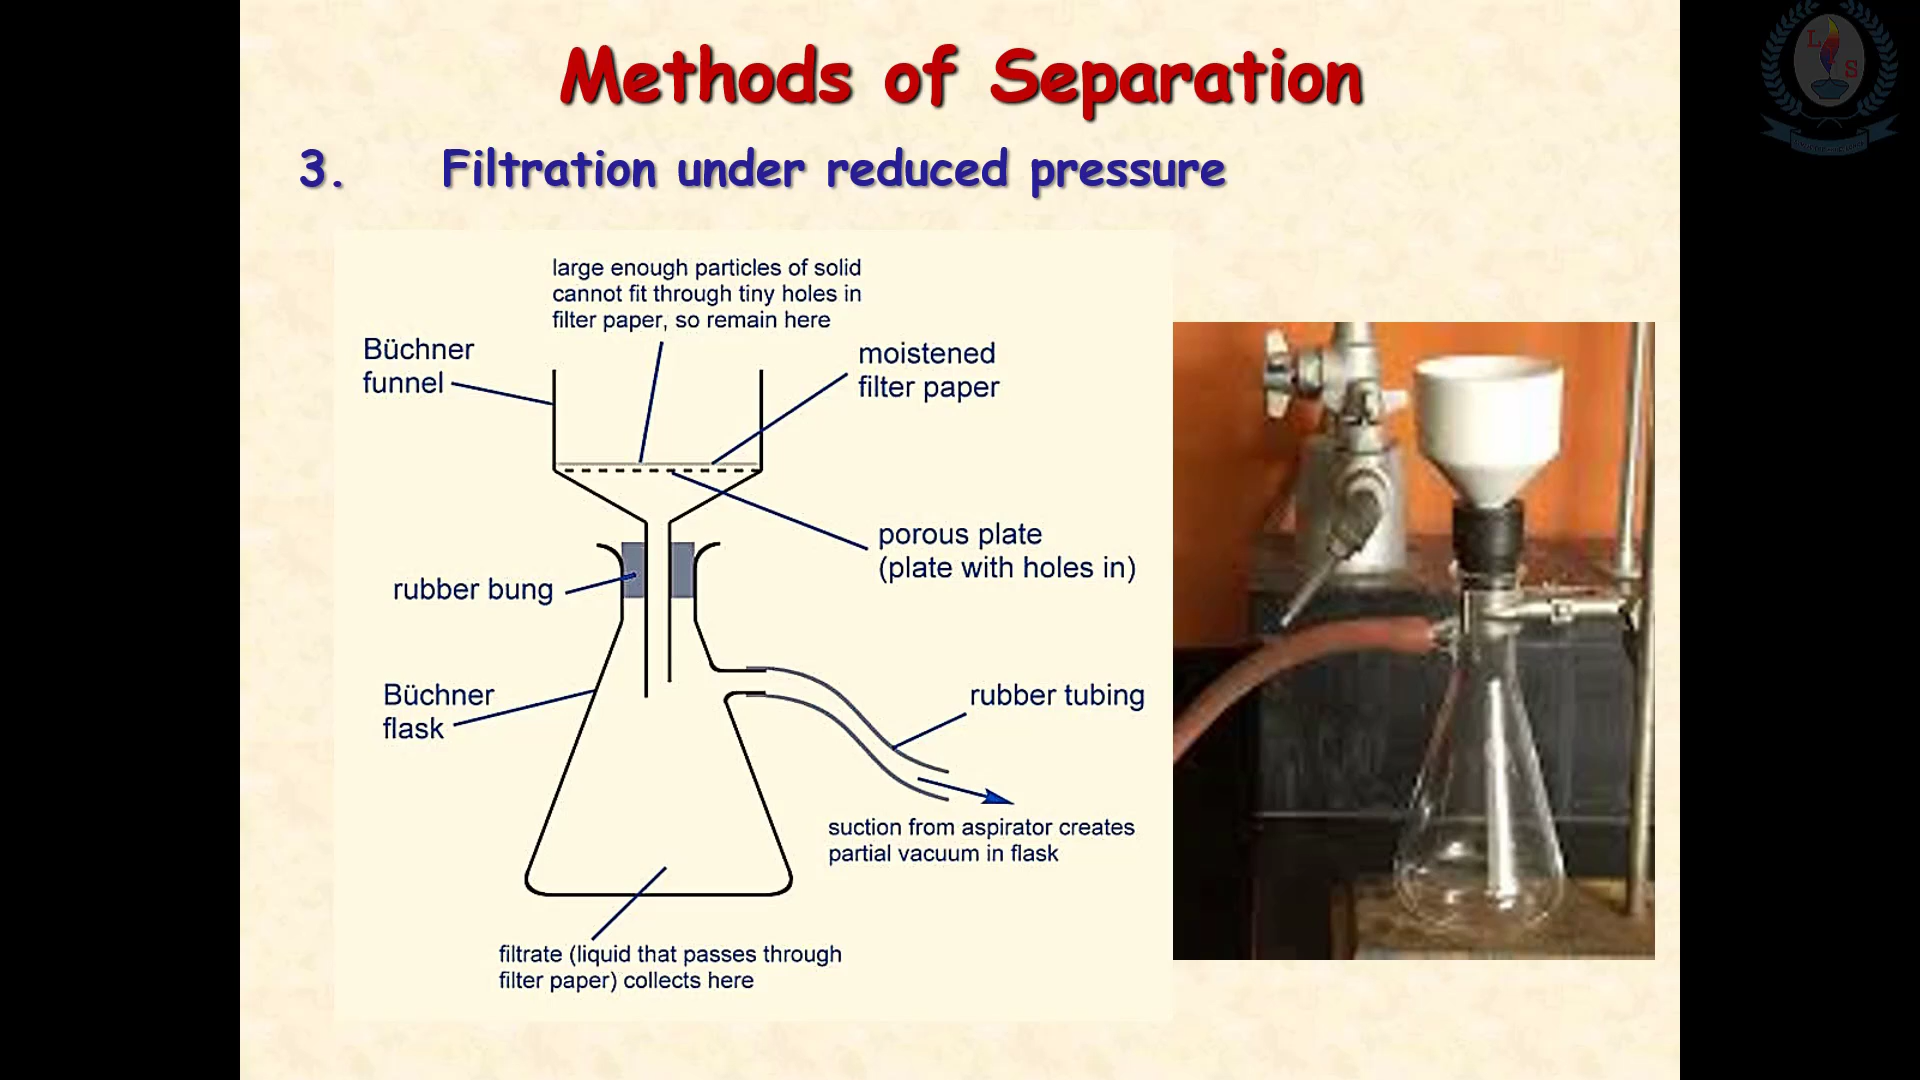 Methods of Separation
3. Filtration under reduced pressure
large enough particles of solid
cannot fit through tiny holes in
filter paper, so remain here
Büchner
funnel
moistened
filter paper
porous plate
(plate with holes in)
rubber bung
Büchner
flask
rubber tubing
suction from aspirator creates
partial vacuum in flask
filtrate (liquid that passes through
filter paper) collects here
L
S